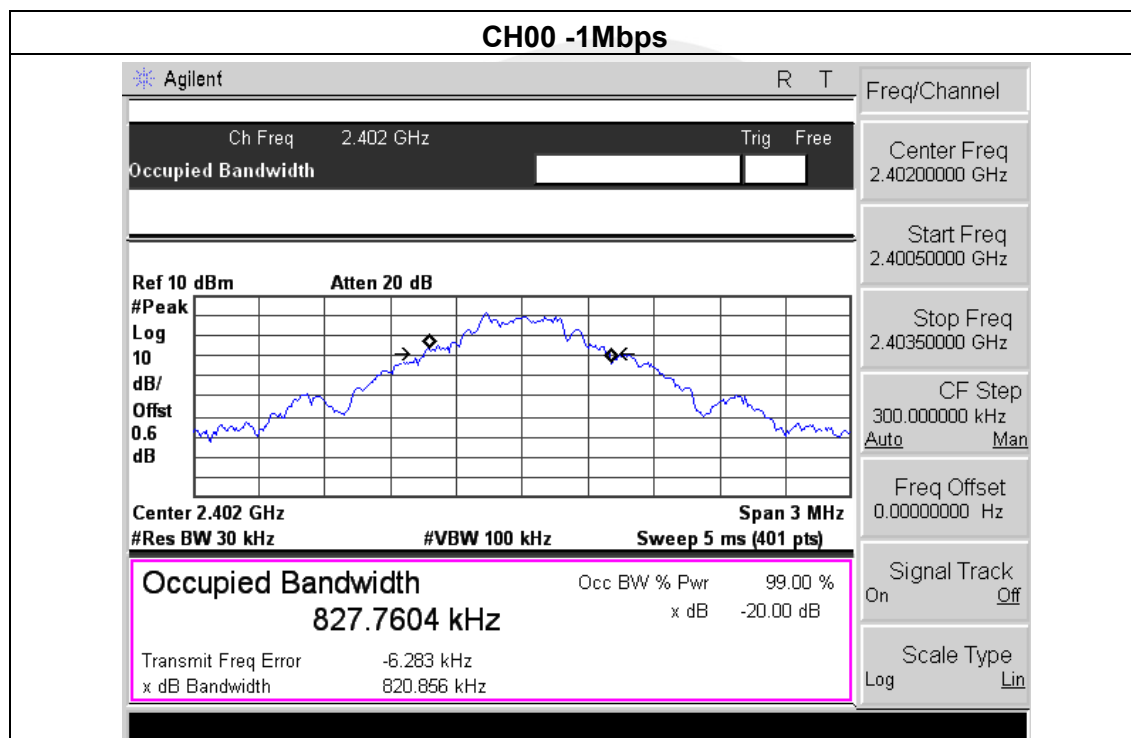 CH00 -1Mbps
Agilent
R T
Freq/Channel
Ch Freq 2.402 GHz Trig Free
Occupied Bandwidth
Center Freq
2.40200000 GHz
Start Freq
2.40050000 GHz
Stop Freq
2.40350000 GHz
CF Step
300.000000 kHz
Auto Man
Freq Offset
0.00000000 Hz
Signal Track
On Off
Scale Type
Log Lin
Ref 10 dBm Atten 20 dB
#Peak
Log
10
dB/
Offst
0.6
dB
Center 2.402 GHz Span 3 MHz
#Res BW 30 kHz #VBW 100 kHz Sweep 5 ms (401 pts)
Occupied Bandwidth
827.7604 kHz
Occ BW % Pwr 99.00 %
x dB -20.00 dB
Transmit Freq Error -6.283 kHz
x dB Bandwidth 820.856 kHz